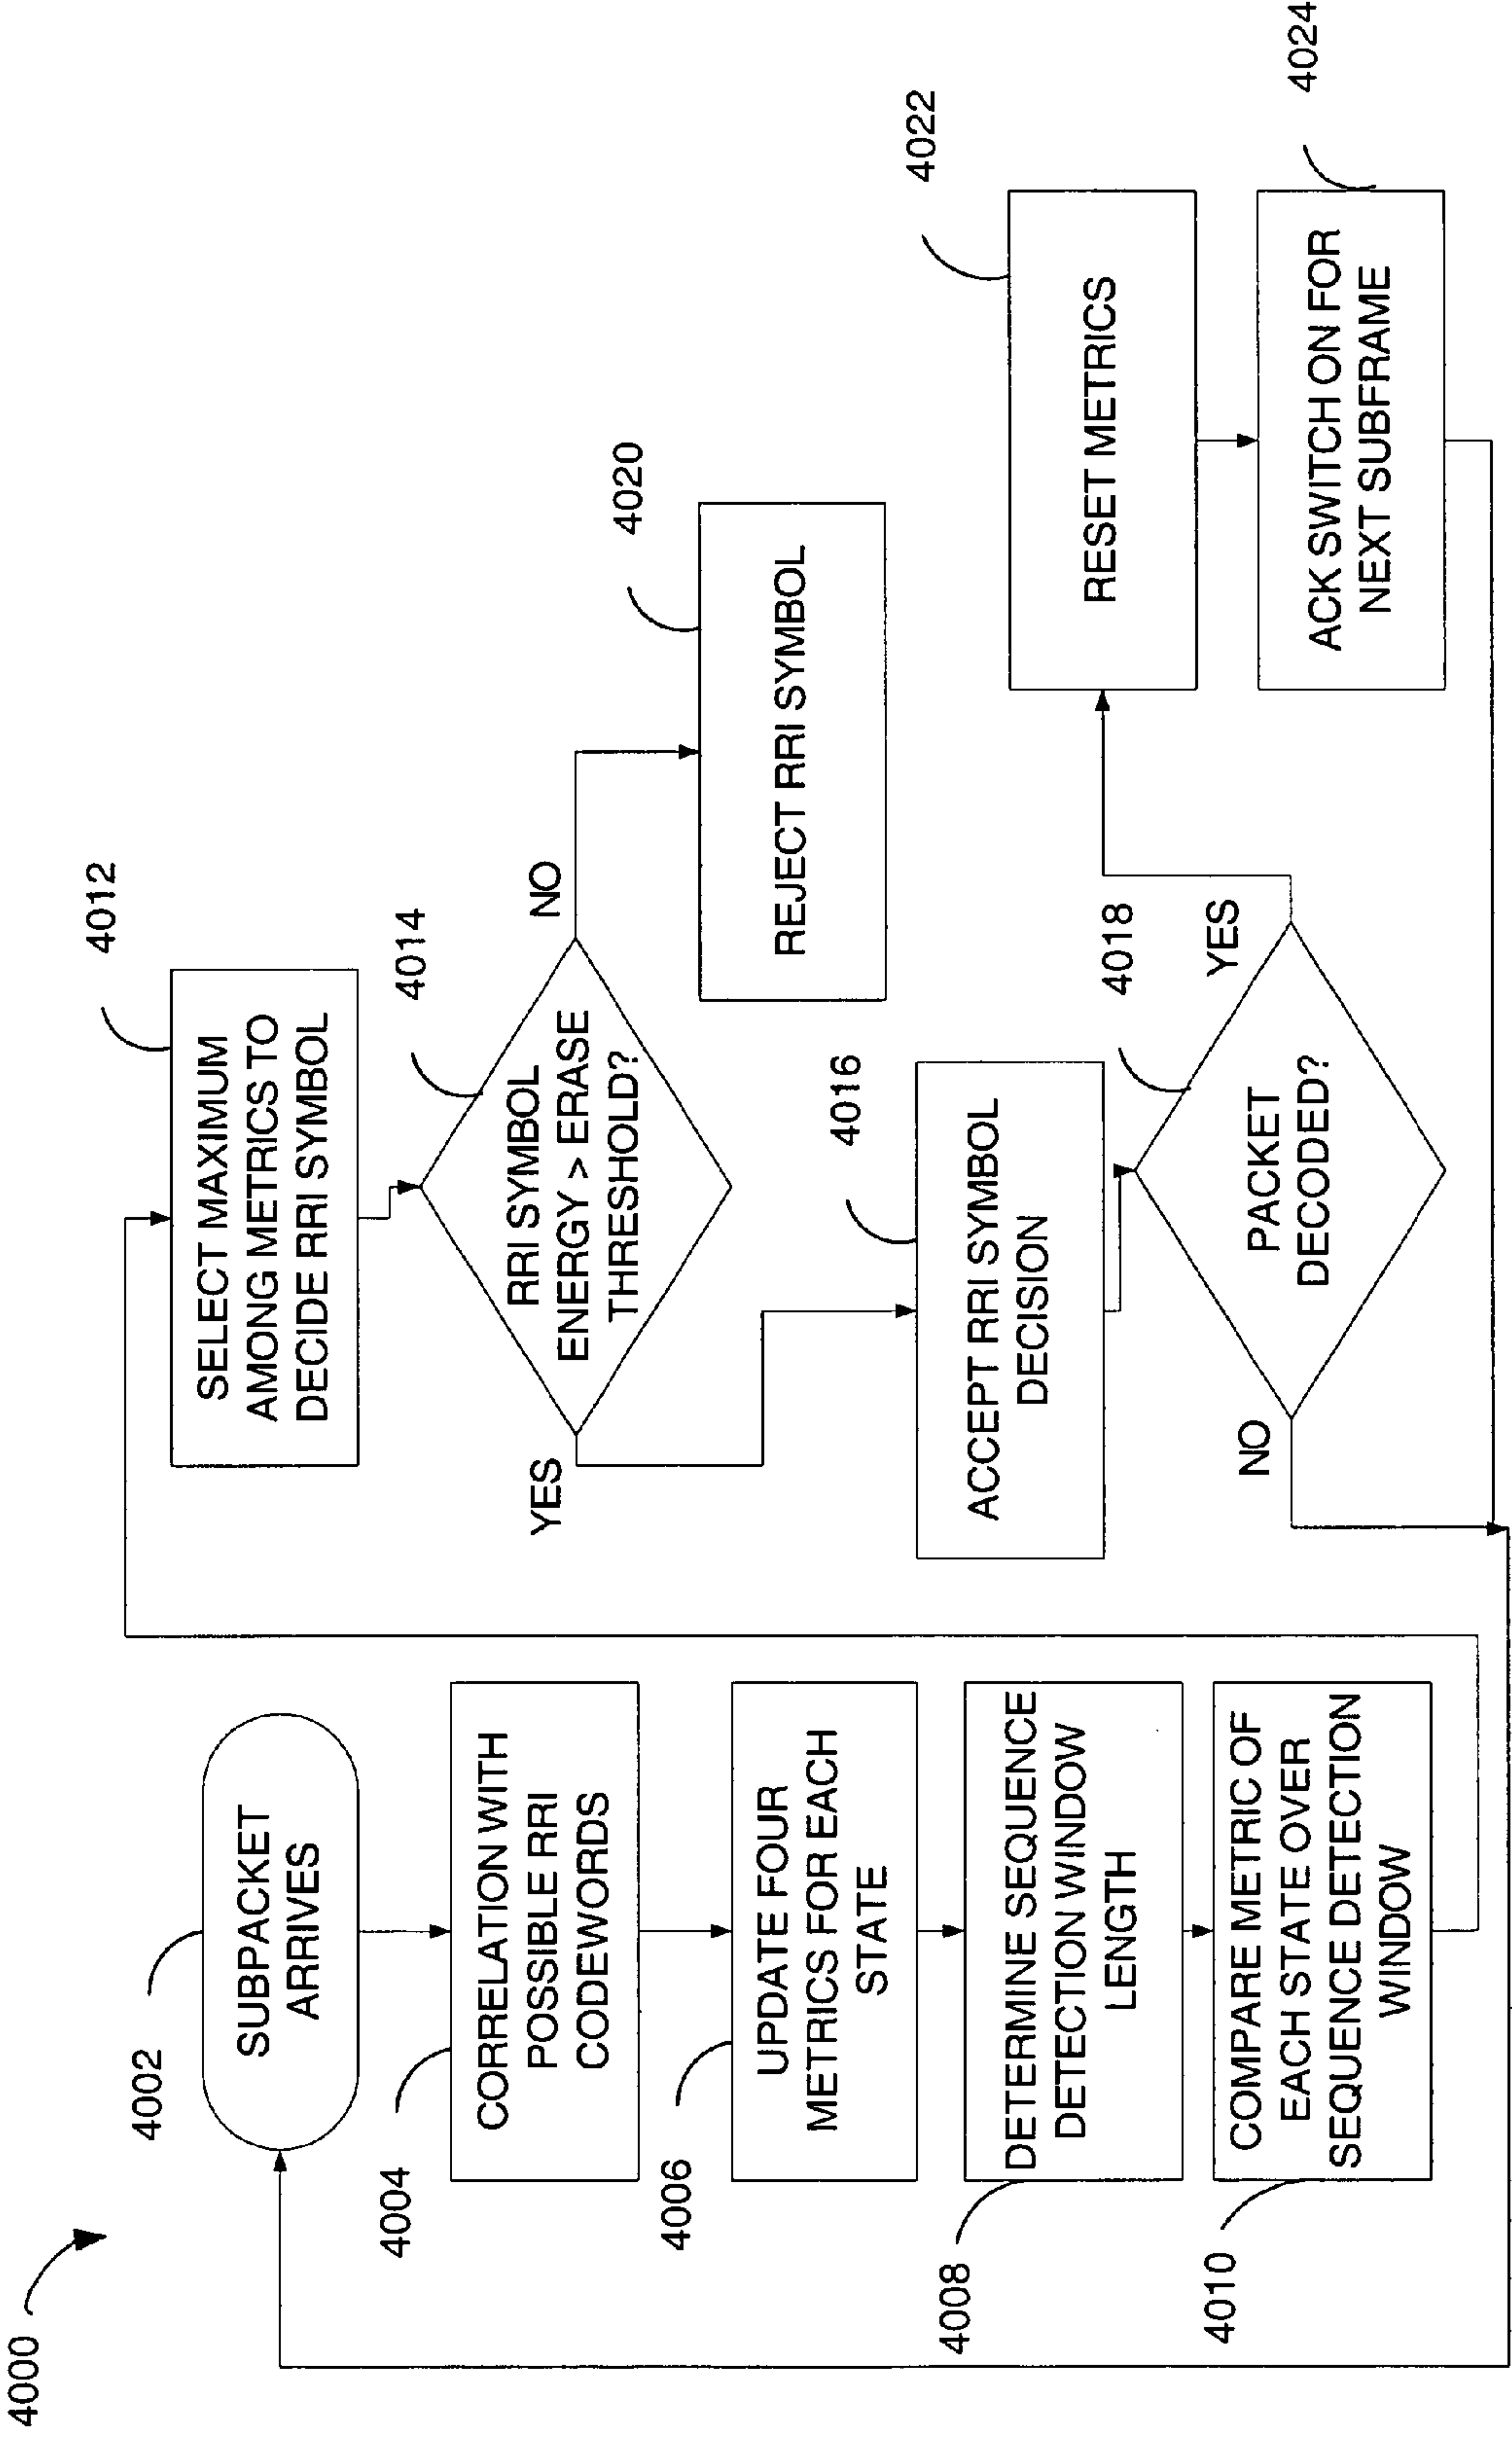 4000
4002
SUBPACKET
ARRIVES
4004
CORRELATION WITH
POSSIBLE RRI
CODEWORDS
4006
UPDATE FOUR
METRICS FOR EACH
STATE
4008
DETERMINE SEQUENCE
DETECTION WINDOW
LENGTH
4010
COMPARE METRIC OF
EACH STATE OVER
SEQUENCE DETECTION
WINDOW
4012
SELECT MAXIMUM
AMONG METRICS TO
DECIDE RRI SYMBOL
4014
RRI SYMBOL
ENERGY > ERASE
THRESHOLD?
YES
NO
4020
REJECT RRI SYMBOL
4016
ACCEPT RRI SYMBOL
DECISION
4018
PACKET
DECODED?
NO
YES
4022
RESET METRICS
4024
ACK SWITCH ON FOR
NEXT SUBFRAME